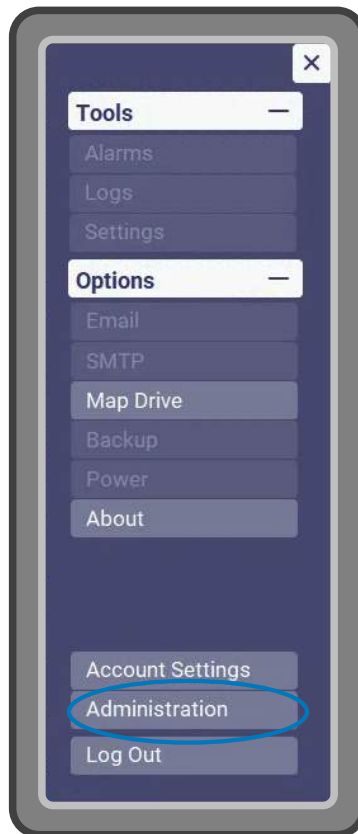 Tools
Alarms
Logs
Settings
Options
Email
SMTP
Map Drive
Backup
Power
About
Account Settings
Administration
Log Out